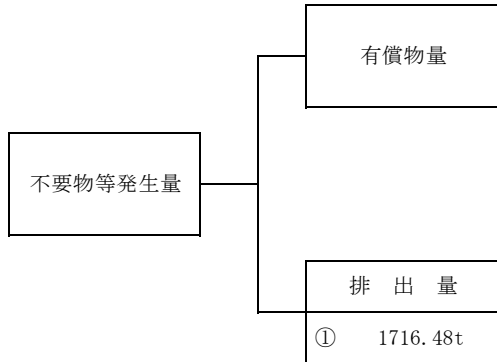 有償物量
不要物等発生量
排 出 量
① 1716.48t